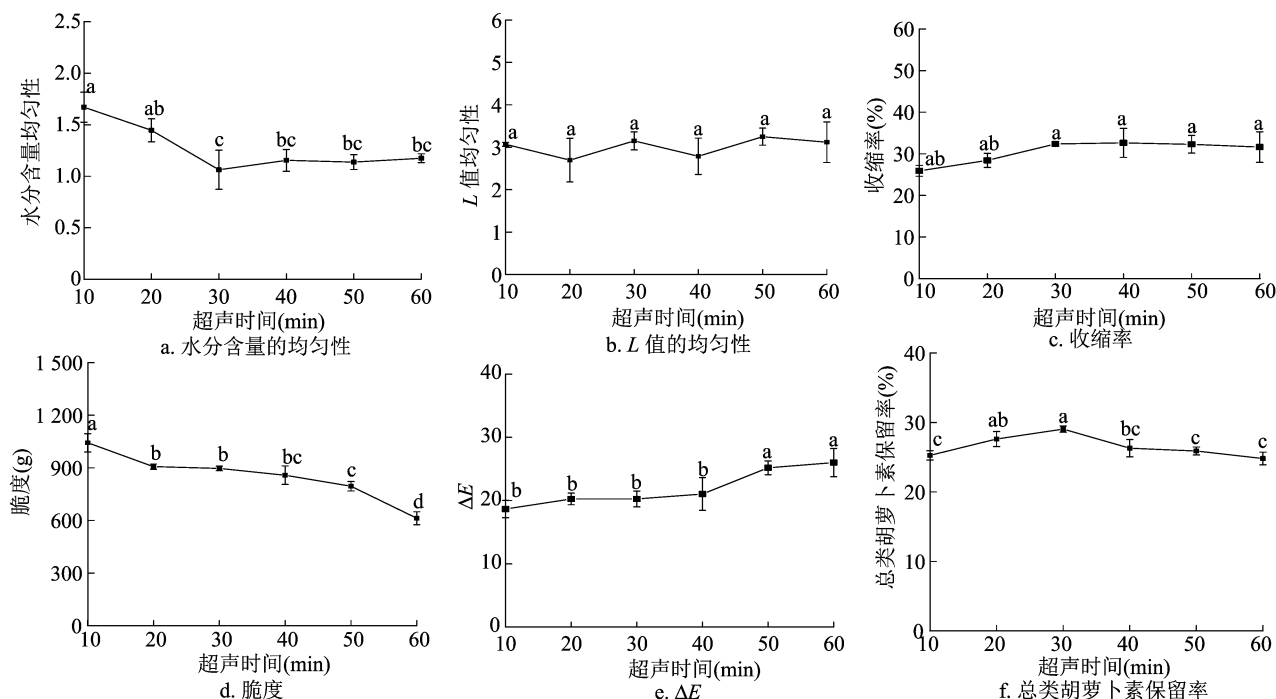 水分含量均匀性
2.5
2.0
1.5
1.0
0.5
0
a
ab
c
bc
bc
bc
10 20 30 40 50 60
超声时间(min)
a. 水分含量的均匀性
L 值均匀性
6
5
4
3
2
1
0
a
a
a
a
a
a
10 20 30 40 50 60
超声时间(min)
b. L 值的均匀性
收缩率(%)
60
50
40
30
20
10
0
ab
ab
a
a
a
a
10 20 30 40 50 60
超声时间(min)
c. 收缩率
脆度(g)
1 500
1 200
900
600
300
0
a
b
b
bc
c
d
10 20 30 40 50 60
超声时间(min)
d. 脆度
ΔE
40
30
20
10
0
b
b
b
b
a
a
10 20 30 40 50 60
超声时间(min)
e. ΔE
总类胡萝卜素保留率(%)
40
30
20
10
0
c
ab
a
bc
c
c
10 20 30 40 50 60
超声时间(min)
f. 总类胡萝卜素保留率